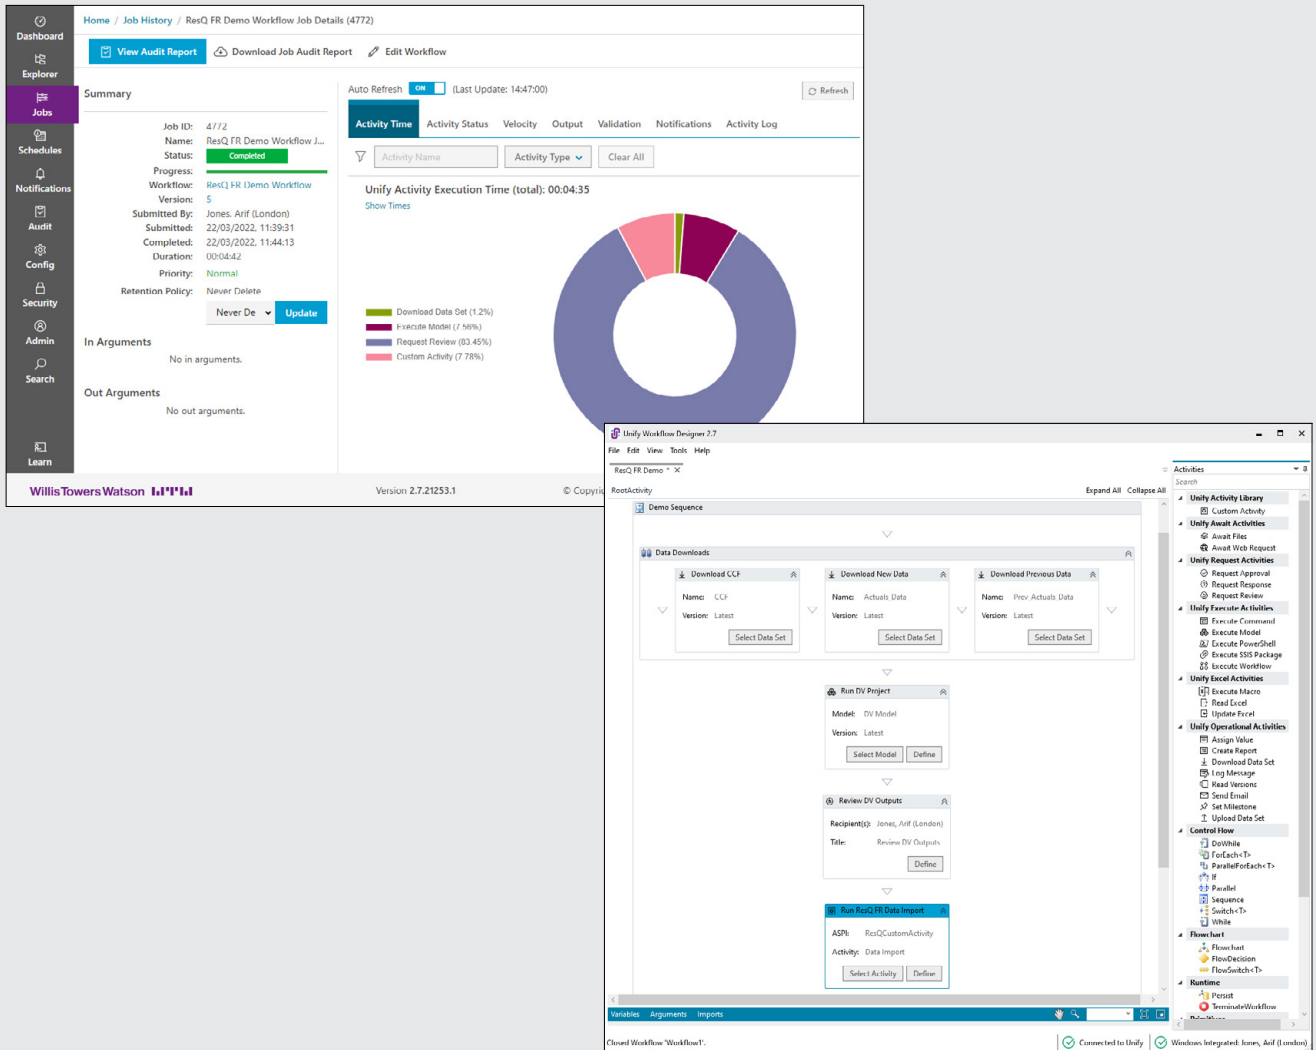 Home / Job History / ResQ FR Demo Workflow Job Details (4772)
View Audit Report
Download Job Audit Report
Edit Workflow
Dashboard
Explorer
Jobs
Schedules
Notifications
Audit
Config
Security
Admin
Search
Learn
Summary
Job ID: 4772
Name: ResQ FR Demo Workflow J...
Status: Completed
Progress:
Workflow: ResQ FR Demo Workflow
Version: 5
Submitted By: Jones, Arif (London)
Submitted: 22/03/2022, 11:39:31
Completed: 22/03/2022, 11:44:13
Duration: 00:04:42
Priority: Normal
Retention Policy: Never Delete
Never De
Update
In Arguments
No in arguments.
Out Arguments
No out arguments.
Auto Refresh ON (Last Update: 14:47:00)
Refresh
Activity Time Activity Status Velocity Output Validation Notifications Activity Log
Activity Name
Activity Type
Clear All
Unify Activity Execution Time (total): 00:04:35
Show Times
Download Data Set (1.2%)
Execute Model (7.56%)
Request Review (83.45%)
Custom Activity (7.78%)
WillisTowersWatson
Version 2.7.21253.1
© Copyrig
Unify Workflow Designer 2.7
File Edit View Tools Help
ResQ FR Demo *
RootActivity
Expand All Collapse All
Demo Sequence
Data Downloads
Download CCF
Name: CCF
Version: Latest
Select Data Set
Download New Data
Name: Actuals_Data
Version: Latest
Select Data Set
Download Previous Data
Name: Prev_Actuals_Data
Version: Latest
Select Data Set
Run DV Project
Model: DV Model
Version: Latest
Select Model Define
Review DV Outputs
Recipient(s): Jones, Arif (London)
Title: Review DV Outputs
Define
Run ResQ FR Data Import
ASPI: ResQCustomActivity
Activity: Data Import
Select Activity Define
Variables Arguments Imports
Activities
Search
Unify Activity Library
Custom Activity
Unify Await Activities
Await Files
Await Web Request
Unify Request Activities
Request Approval
Request Response
Request Review
Unify Execute Activities
Execute Command
Execute Model
Execute PowerShell
Execute SSIS Package
Execute Workflow
Unify Excel Activities
Execute Macro
Read Excel
Update Excel
Unify Operational Activities
Assign Value
Create Report
Download Data Set
Log Message
Read Versions
Send Email
Set Milestone
Upload Data Set
Control Flow
DoWhile
ForEach<T>
ParallelForEach<T>
If
Parallel
Sequence
Switch<T>
While
Flowchart
Flowchart
FlowDecision
FlowSwitch<T>
Runtime
Persist
TerminateWorkflow
Closed Workflow 'Workflow1'.
Connected to Unify
Windows Integrated: Jones, Arif (London)